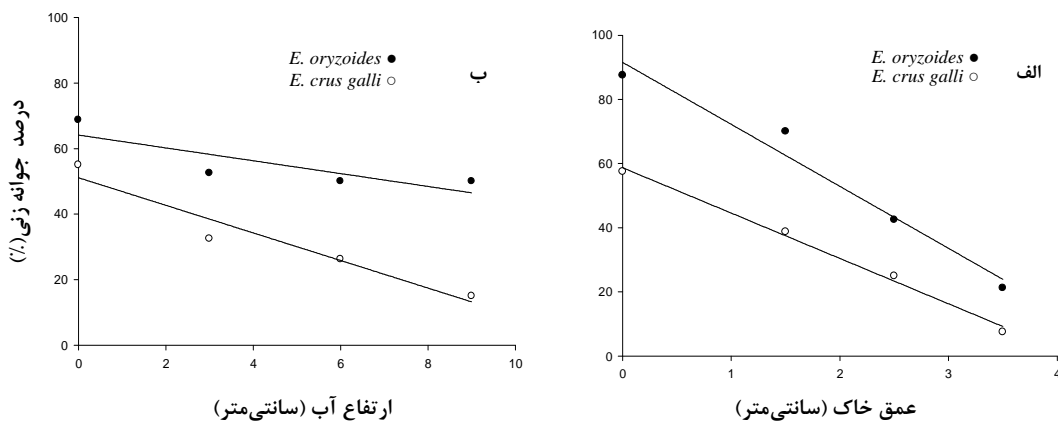 100
80
60
40
20
0
0 2 4 6 8 10
E. oryzoides ●
E. crus galli ○
ب
درصد جوانه زنی(٪)
ارتفاع آب (سانتی‌متر)
100
80
60
40
20
0
0 1 2 3 4
E. oryzoides ●
E. crus galli ○
الف
عمق خاک (سانتی‌متر)